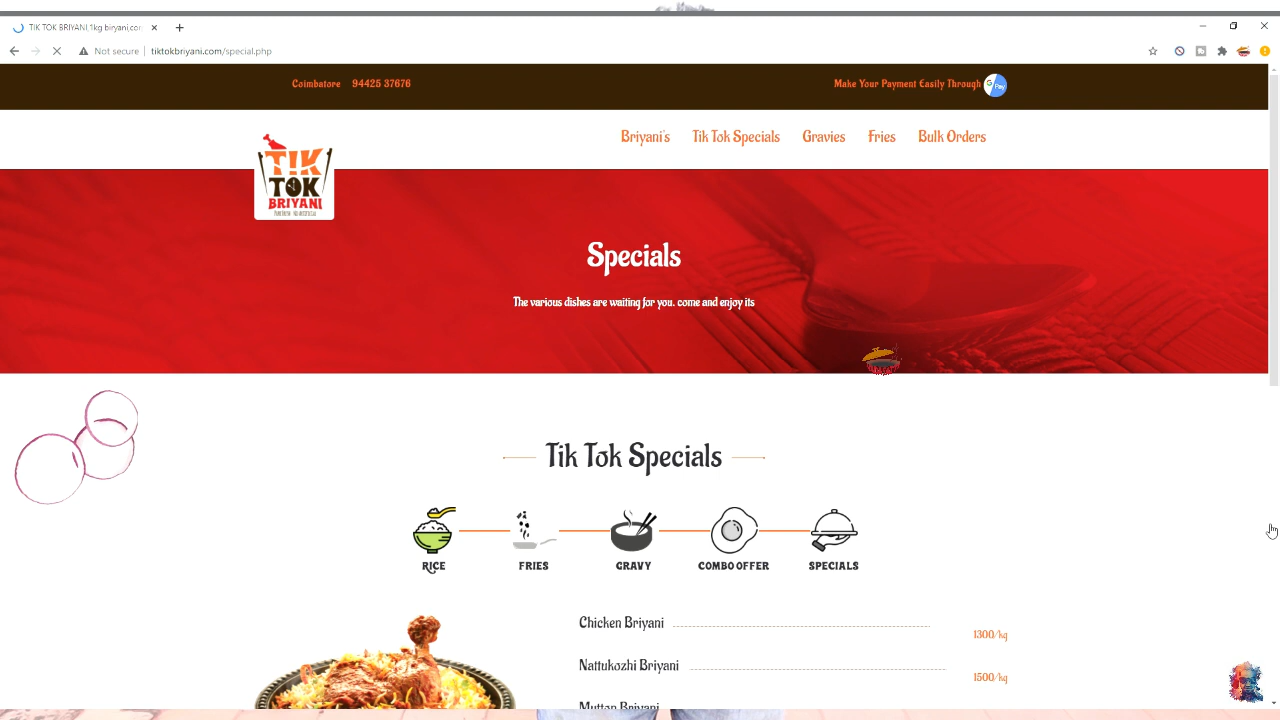 TIK TOK BRIYANI,1kg biryani,cor
Not secure
tiktokbriyani.com/special.php
Coimbatore 94425 37676
Make Your Payment Easily Through
G Pay
Briyani's Tik Tok Specials Gravies Fries Bulk Orders
TIK
TOK
BRIYANI
Specials
The various dishes are waiting for you. come and enjoy its
Tik Tok Specials
RICE FRIES GRAVY COMBO OFFER SPECIALS
Chicken Briyani 1300/kg
Nattukozhi Briyani 1500/kg
Mutton Briyani